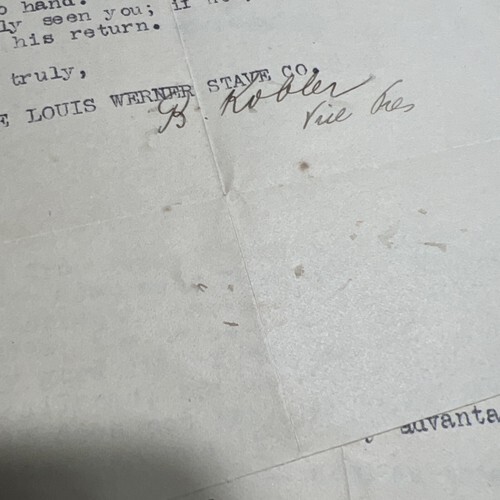 o hand.
ly seen you; if
his return.
truly,
E LOUIS WERNER STAVE CO.
B. Kobler
Vice Pres
advanta